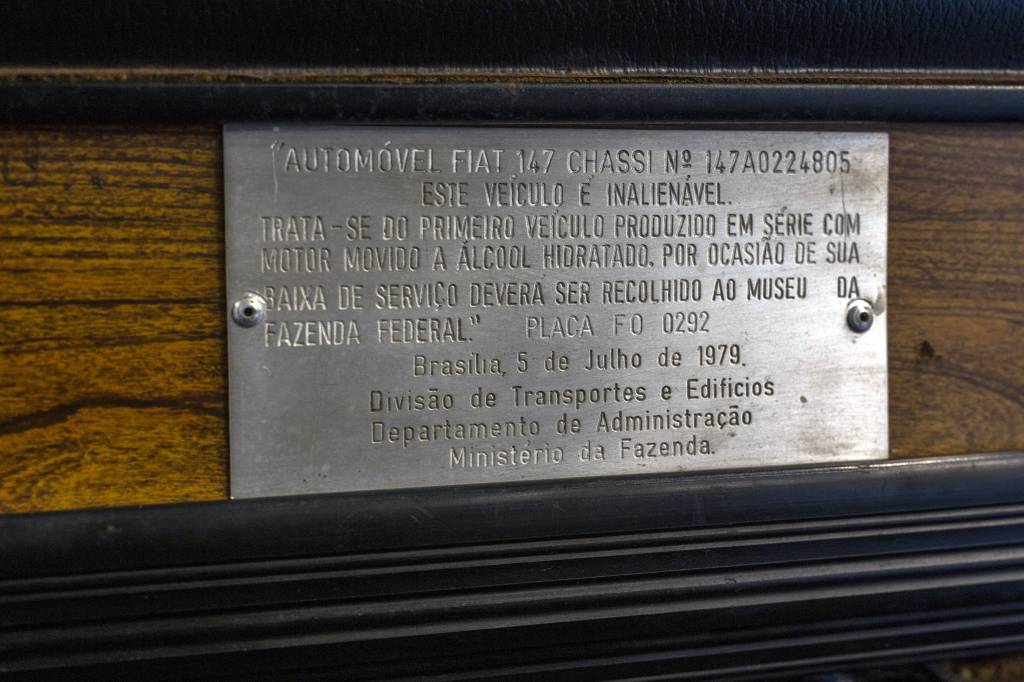 "AUTOMÓVEL FIAT 147 CHASSI Nº 147A0224805
ESTE VEÍCULO É INALIENÁVEL.
TRATA-SE DO PRIMEIRO VEÍCULO PRODUZIDO EM SÉRIE COM
MOTOR MOVIDO A ÁLCOOL HIDRATADO. POR OCASIÃO DE SUA
BAIXA DE SERVIÇO DEVERÁ SER RECOLHIDO AO MUSEU DA
FAZENDA FEDERAL." PLACA FO 0292
Brasília, 5 de Julho de 1979.
Divisão de Transportes e Edifícios
Departamento de Administração
Ministério da Fazenda.